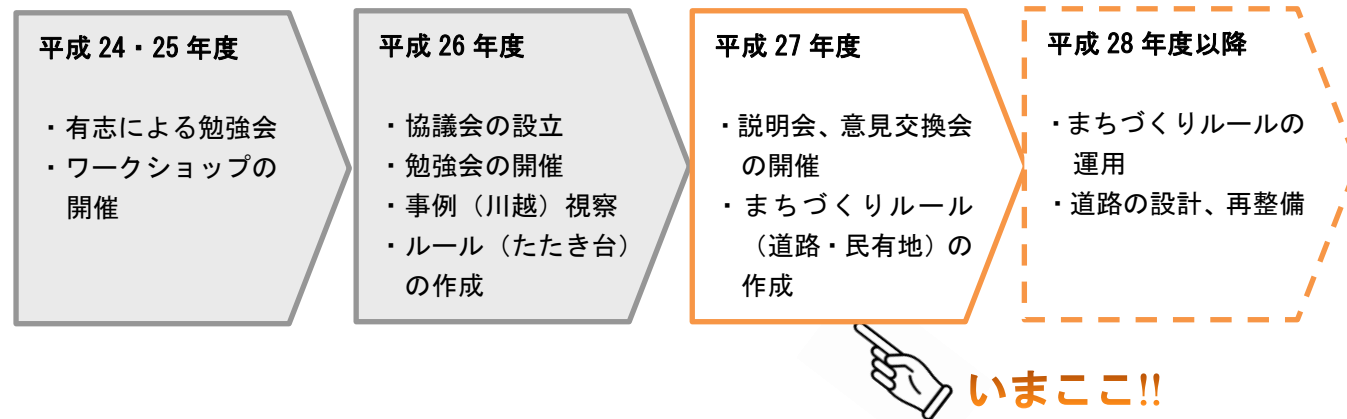 平成 24・25 年度
・有志による勉強会
・ワークショップの
開催
平成 26 年度
・協議会の設立
・勉強会の開催
・事例（川越）視察
・ルール（たたき台）
の作成
平成 27 年度
・説明会、意見交換会
の開催
・まちづくりルール
（道路・民有地）の
作成
平成 28 年度以降
・まちづくりルールの
運用
・道路の設計、再整備
いまここ!!